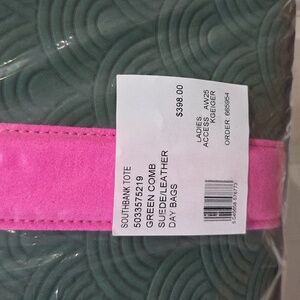 SOUTHBANK TOTE
5033575219
GREEN COMB
SUEDE/LEATHER
DAY BAGS
$398.00
LADIES AW25
ACCESS KGEIGER
ORDER: 665954